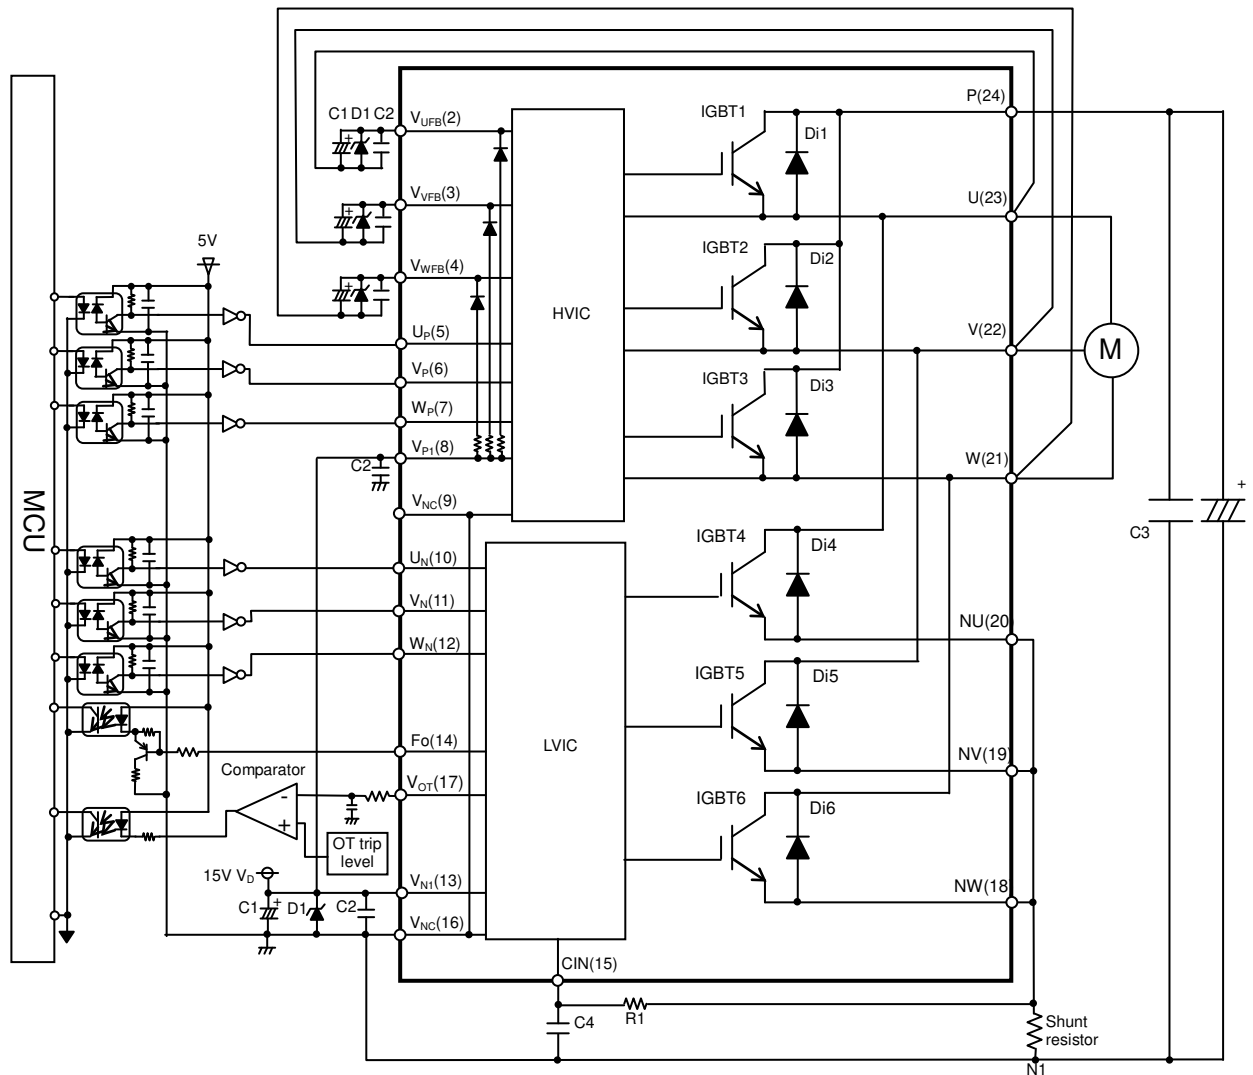 P(24)
IGBT1
C1 D1 C2
VUFB(2)
Di1
VVFB(3)
U(23)
5V
IGBT2
Di2
VWFB(4)
HVIC
UP(5)
V(22)
M
VP(6)
IGBT3
Di3
WP(7)
VP1(8)
W(21)
C2
+
MCU
VNC(9)
C3
IGBT4
Di4
UN(10)
VN(11)
NU(20)
WN(12)
IGBT5
Di5
Fo(14)
LVIC
NV(19)
Comparator
VOT(17)
-
IGBT6
Di6
+
OT trip
level
15V VD
VN1(13)
NW(18
C1
+
D1
C2
VNC(16)
CIN(15)
C4
R1
Shunt
resistor
N1